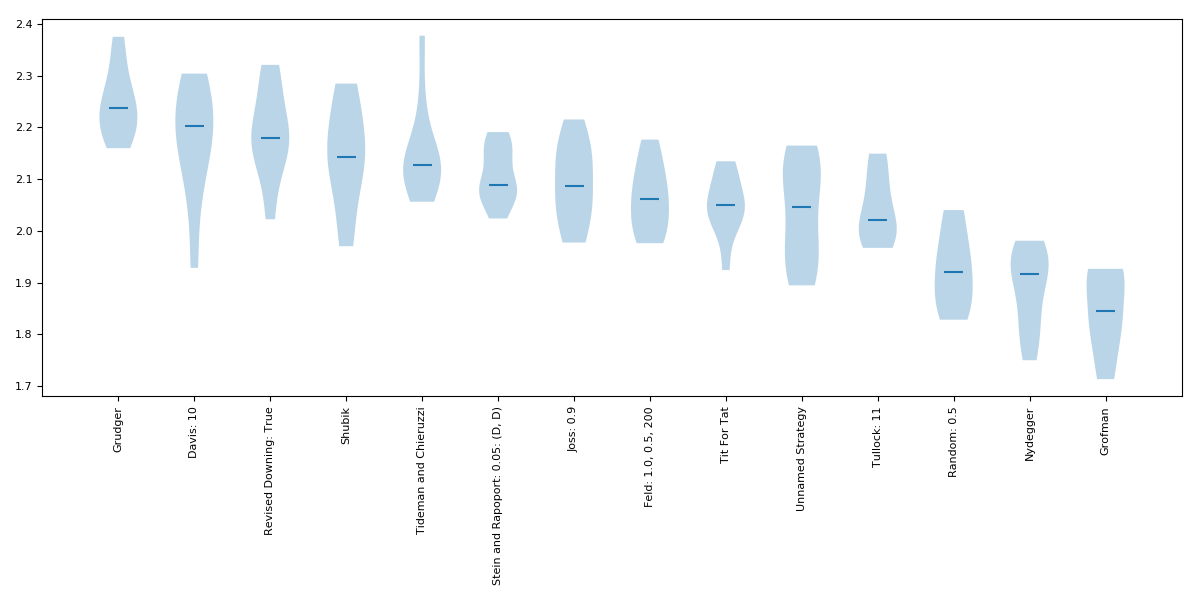 2.4
2.3
2.2
2.1
2.0
1.9
1.8
1.7
Grudger
Davis: 10
Revised Downing: True
Shubik
Tideman and Chieruzzi
Stein and Rapoport: 0.05: (D, D)
Joss: 0.9
Feld: 1.0, 0.5, 200
Tit For Tat
Unnamed Strategy
Tullock: 11
Random: 0.5
Nydegger
Grofman